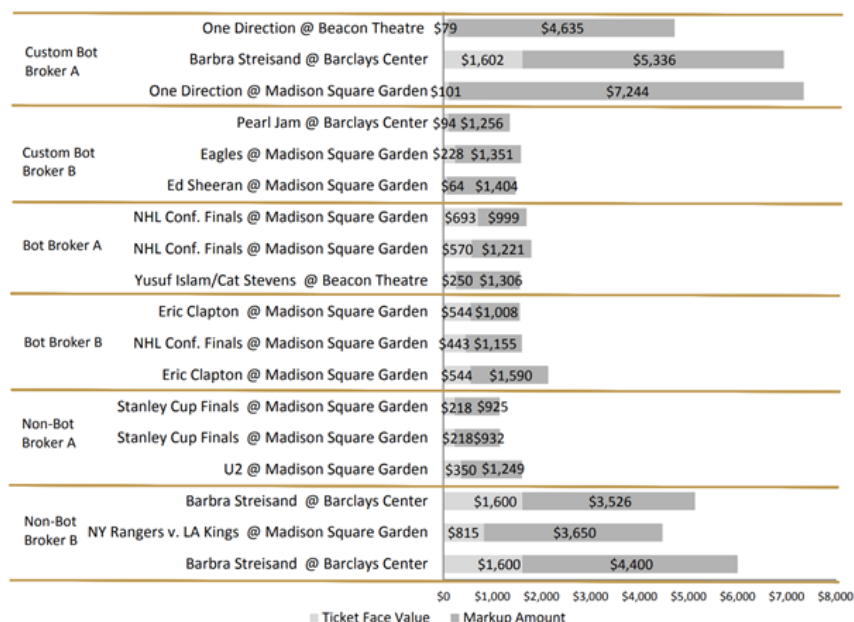 One Direction @ Beacon Theatre $79 $4,635
Custom Bot
Broker A
Barbra Streisand @ Barclays Center $1,602 $5,336
One Direction @ Madison Square Garden $101 $7,244
Pearl Jam @ Barclays Center $94 $1,256
Custom Bot
Broker B
Eagles @ Madison Square Garden $228 $1,351
Ed Sheeran @ Madison Square Garden $64 $1,404
NHL Conf. Finals @ Madison Square Garden $693 $999
Bot Broker A
NHL Conf. Finals @ Madison Square Garden $570 $1,221
Yusuf Islam/Cat Stevens @ Beacon Theatre $250 $1,306
Eric Clapton @ Madison Square Garden $544 $1,008
Bot Broker B
NHL Conf. Finals @ Madison Square Garden $443 $1,155
Eric Clapton @ Madison Square Garden $544 $1,590
Stanley Cup Finals @ Madison Square Garden $218 $925
Non-Bot
Broker A
Stanley Cup Finals @ Madison Square Garden $218 $932
U2 @ Madison Square Garden $350 $1,249
Barbra Streisand @ Barclays Center $1,600 $3,526
Non-Bot
Broker B
NY Rangers v. LA Kings @ Madison Square Garden $815 $3,650
Barbra Streisand @ Barclays Center $1,600 $4,400
$0 $1,000 $2,000 $3,000 $4,000 $5,000 $6,000 $7,000 $8,000
Ticket Face Value Markup Amount